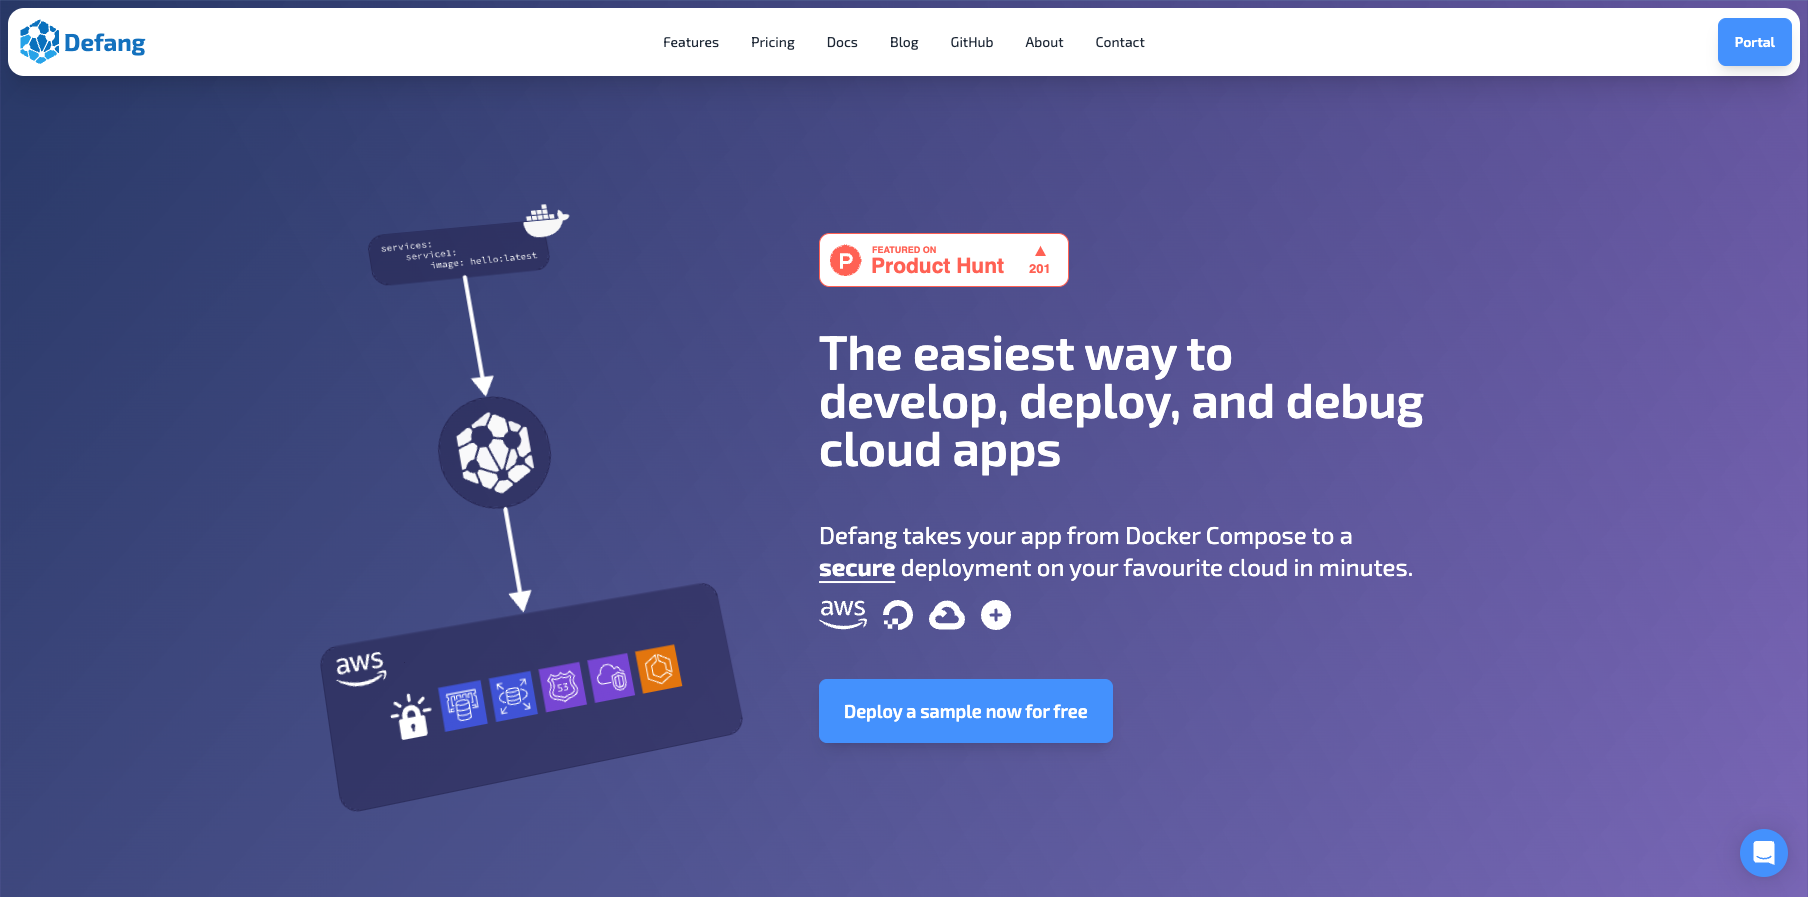 Defang
Features
Pricing
Docs
Blog
GitHub
About
Contact
Portal
services:
service1:
image: hello:latest
aws
S3
P
FEATURED ON
Product Hunt
201
The easiest way to
develop, deploy, and debug
cloud apps
Defang takes your app from Docker Compose to a
secure deployment on your favourite cloud in minutes.
aws
Deploy a sample now for free